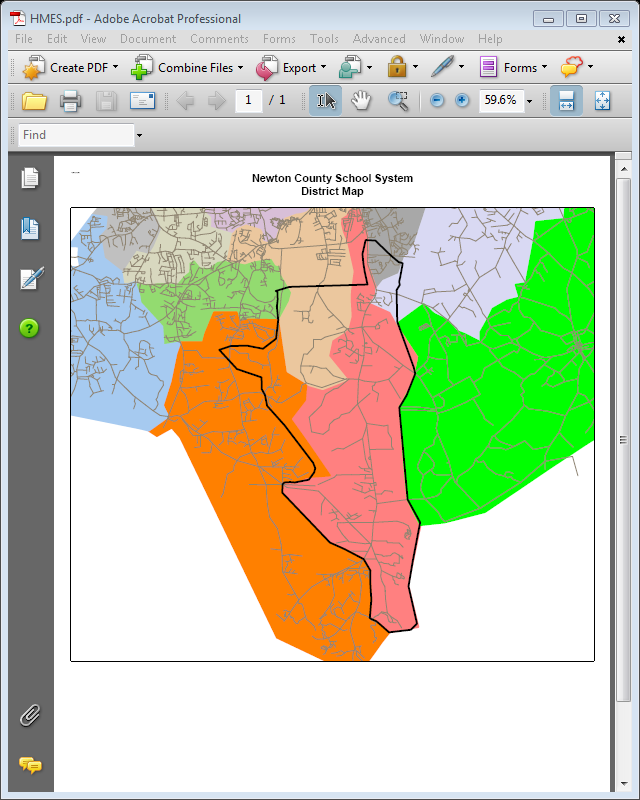 HMES.pdf - Adobe Acrobat Professional
File Edit View Document Comments Forms Tools Advanced Window Help
Create PDF Combine Files Export Forms
1 / 1 59.6%
Find
Newton County School System
District Map